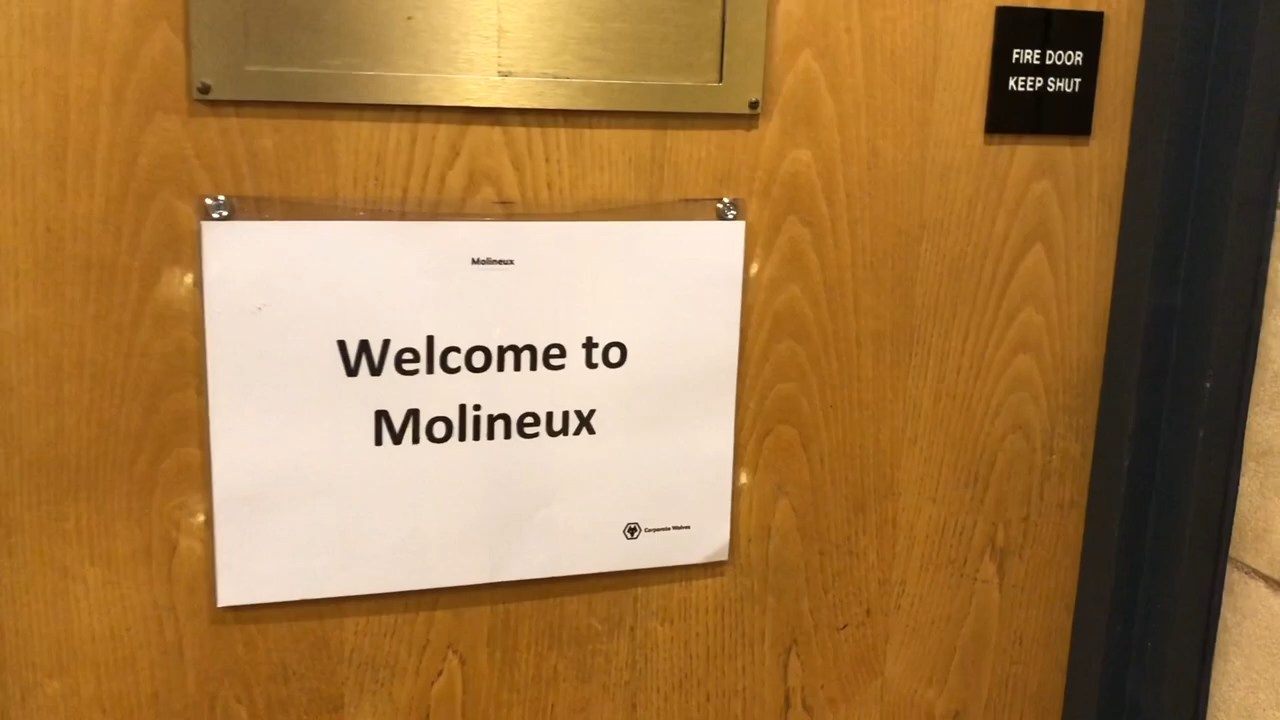 FIRE DOOR
KEEP SHUT
Molineux
Welcome to
Molineux
Corporate Wolves